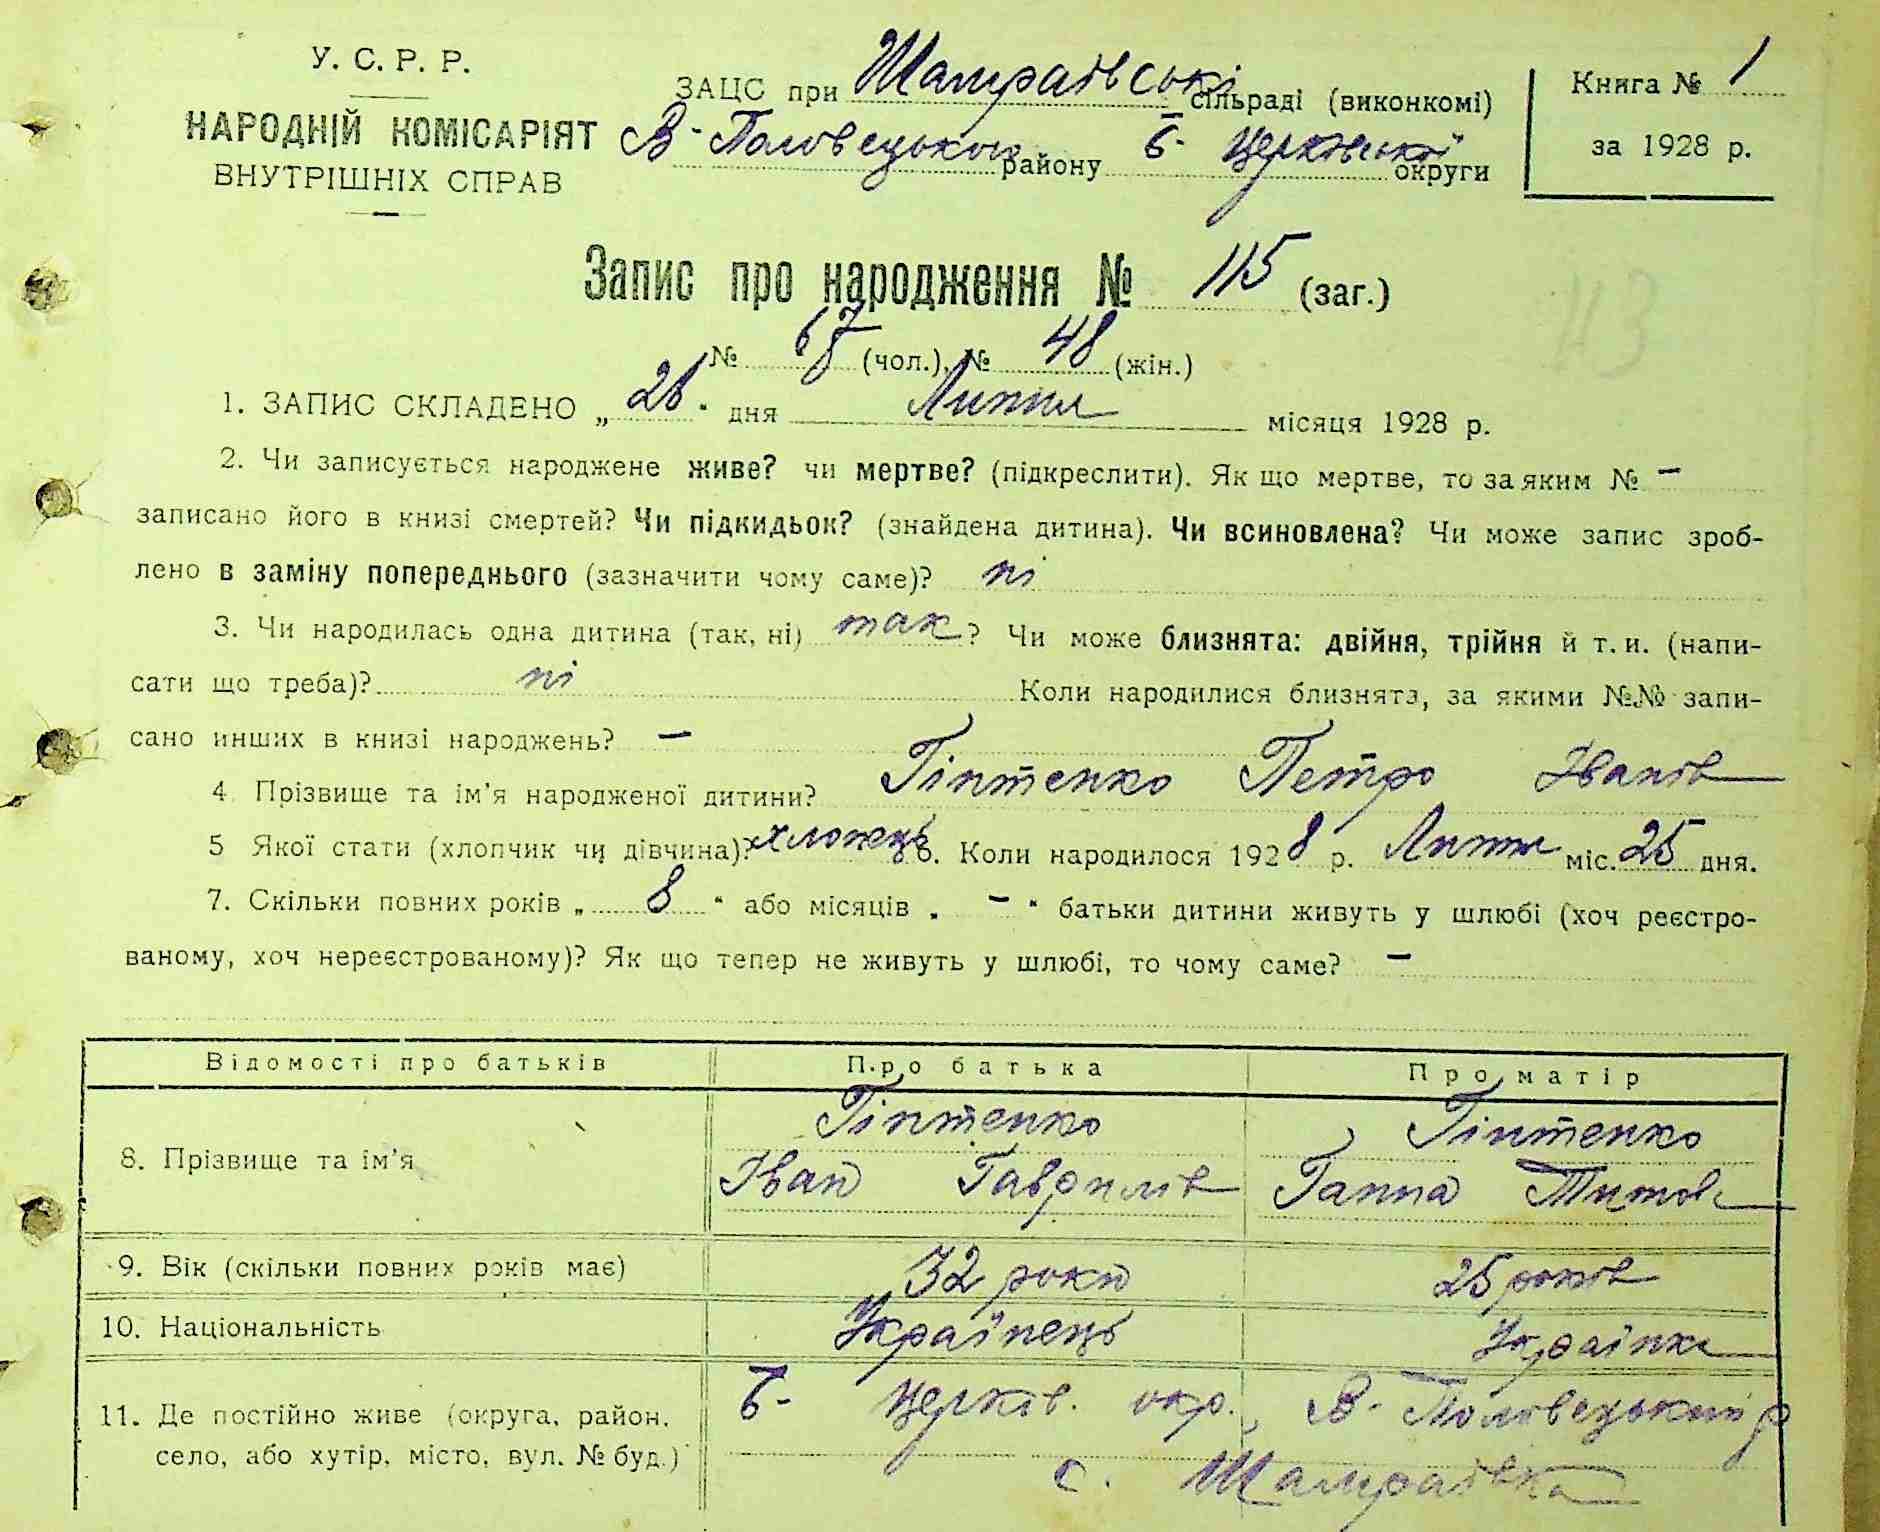 У. С. Р. Р.
НАРОДНІЙ КОМІСАРІЯТ
ВНУТРІШНІХ СПРАВ
ЗАЦС при Шамраївські сільраді (виконкомі)
В-Половецького району Б- Церківської округи
Книга № 1
за 1928 р.
Запис про народження № 115 (заг.)
№ 67 (чол.), № 48 (жін.)
1. ЗАПИС СКЛАДЕНО „26" дня Липня місяця 1928 р.
2. Чи записується народжене живе? чи мертве? (підкреслити). Як що мертве, то за яким № –
записано його в книзі смертей? Чи підкидьок? (знайдена дитина). Чи всиновлена? Чи може запис зроб-
лено в заміну попереднього (зазначити чому саме)? ні
3. Чи народилась одна дитина (так, ні) так? Чи може близнята: двійня, трійня й т. и. (напи-
сати що треба)? ні Коли народилися близнята, за якими №№ запи-
сано инших в книзі народжень? –
4 Прізвище та ім'я народженої дитини? Гіптенко Петро Іванів
5 Якої стати (хлопчик чи дівчина)? хлопець 6. Коли народилося 1928 р. Липня міс. 25 дня.
7. Скільки повних років „8" або місяців „–" батьки дитини живуть у шлюбі (хоч реєстро-
ваному, хоч нереєстрованому)? Як що тепер не живуть у шлюбі, то чому саме? –
Відомості про батьків Про батька Про матір
8. Прізвище та ім'я Гіптенко Іван Гаврилів Гіптенко Ганна Титова
9. Вік (скільки повних років має) 32 роки 25 років
10. Національність Українець Українка
11. Де постійно живе (округа, район, Б- Церків. окр., В- Половецький р
село, або хутір, місто, вул. № буд.) с. Шамраївка